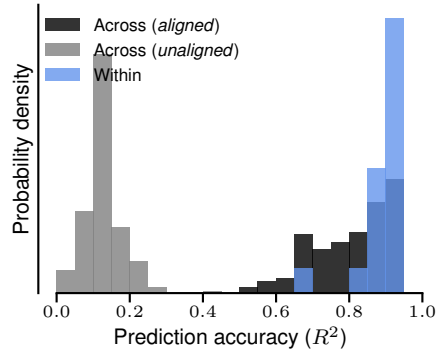 Across (aligned)
Across (unaligned)
Within
Probability density
0.0 0.2 0.4 0.6 0.8 1.0
Prediction accuracy (R²)